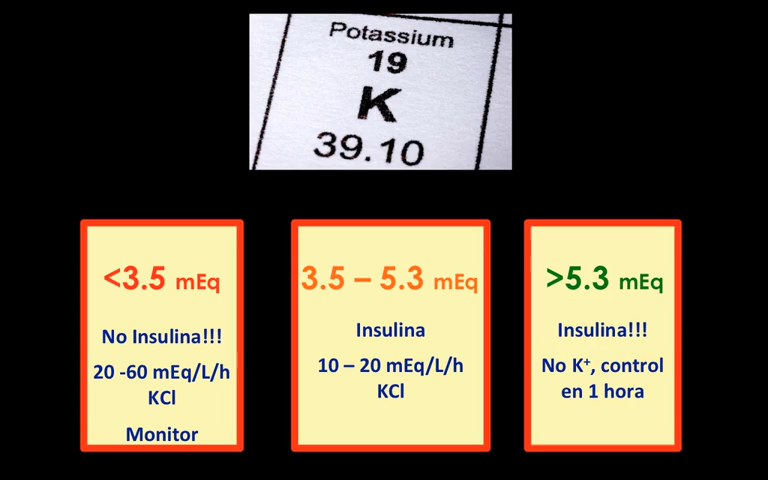 Potassium
19
K
39.10
<3.5 mEq
No Insulina!!!
20 -60 mEq/L/h
KCl
Monitor
3.5 – 5.3 mEq
Insulina
10 – 20 mEq/L/h
KCl
>5.3 mEq
Insulina!!!
No K⁺, control
en 1 hora